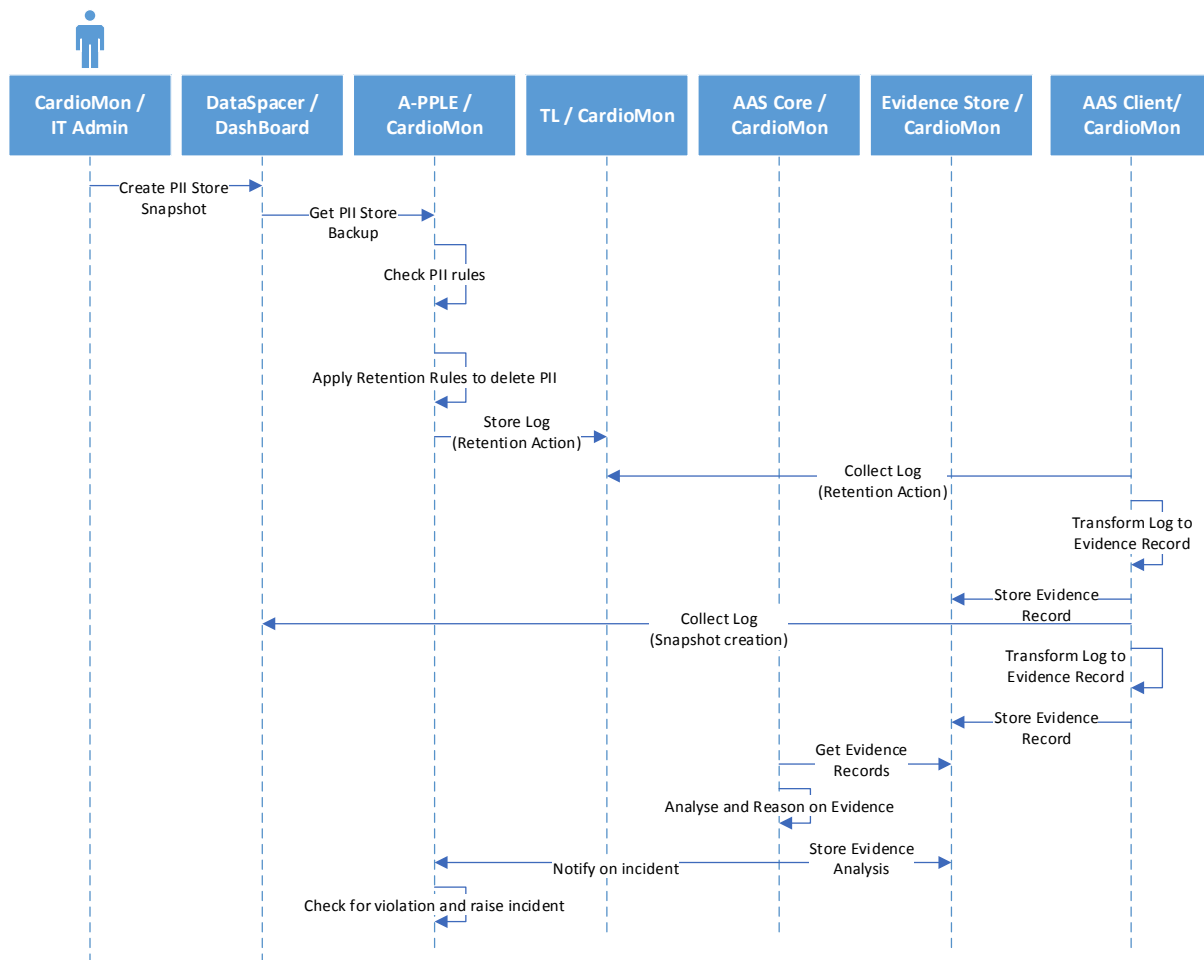 CardioMon /
IT Admin
DataSpacer /
DashBoard
A-PPLE /
CardioMon
TL / CardioMon
AAS Core /
CardioMon
Evidence Store /
CardioMon
AAS Client/
CardioMon
Create PII Store
Snapshot
Get PII Store
Backup
Check PII rules
Apply Retention Rules to delete PII
Store Log
(Retention Action)
Collect Log
(Retention Action)
Transform Log to
Evidence Record
Store Evidence
Record
Collect Log
(Snapshot creation)
Transform Log to
Evidence Record
Store Evidence
Record
Get Evidence
Records
Analyse and Reason on Evidence
Store Evidence
Analysis
Notify on incident
Check for violation and raise incident